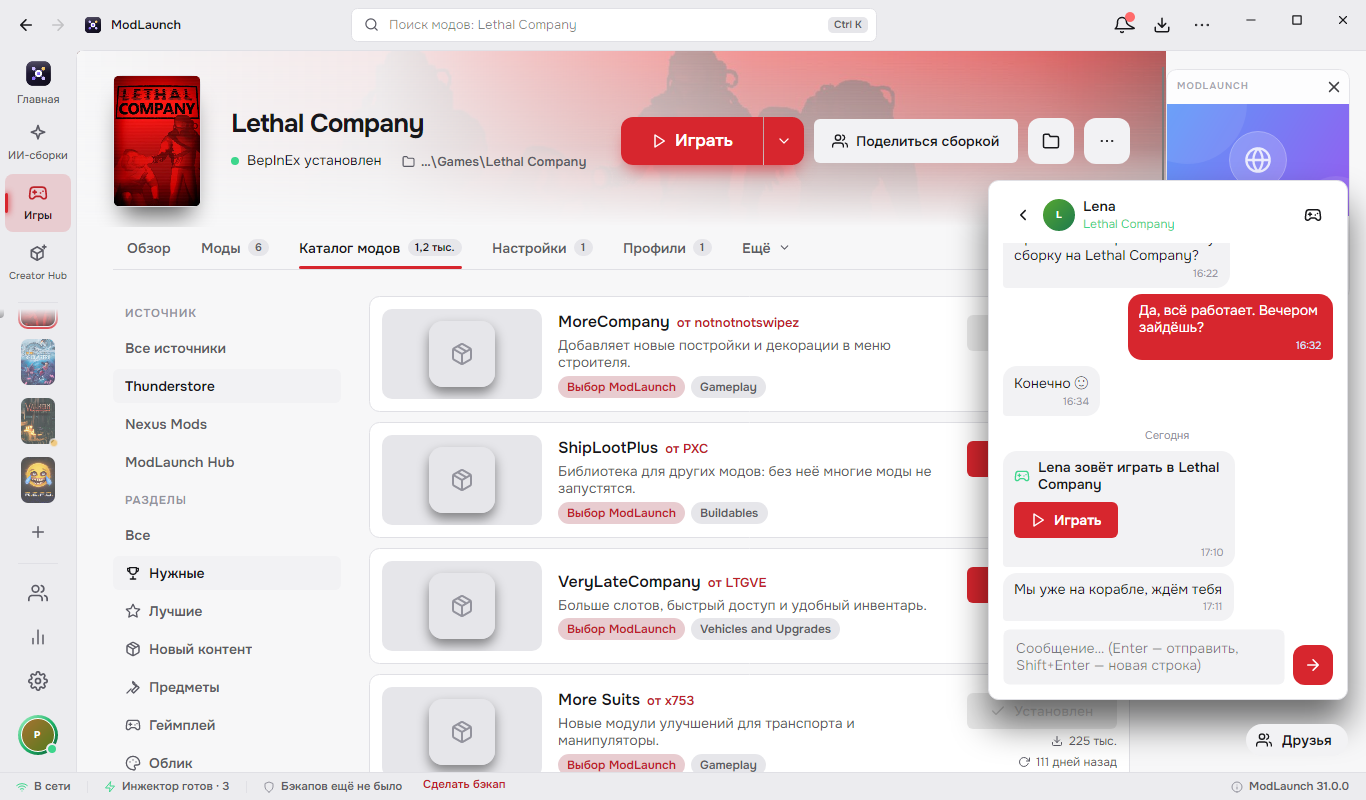 ModLaunch
Поиск модов: Lethal Company
Ctrl K
Главная
ИИ-сборки
Игры
Creator Hub
R.E.P.O.
P
LETHAL
COMPANY
Lethal Company
BepInEx установлен
...\Games\Lethal Company
Играть
Поделиться сборкой
MODLAUNCH
Обзор
Моды 6
Каталог модов 1,2 тыс.
Настройки 1
Профили 1
Ещё
ИСТОЧНИК
Все источники
Thunderstore
Nexus Mods
ModLaunch Hub
РАЗДЕЛЫ
Все
Нужные
Лучшие
Новый контент
Предметы
Геймплей
Облик
MoreCompany от notnotnotswipez
Добавляет новые постройки и декорации в меню
строителя.
Выбор ModLaunch
Gameplay
ShipLootPlus от PXC
Библиотека для других модов: без неё многие моды не
запустятся.
Выбор ModLaunch
Buildables
VeryLateCompany от LTGVE
Больше слотов, быстрый доступ и удобный инвентарь.
Выбор ModLaunch
Vehicles and Upgrades
More Suits от x753
Новые модули улучшений для транспорта и
манипуляторы.
Выбор ModLaunch
Gameplay
Установлен
225 тыс.
111 дней назад
L
Lena
Lethal Company
сборку на Lethal Company?
16:22
Да, всё работает. Вечером
зайдёшь?
16:32
Конечно 🙂
16:34
Сегодня
Lena зовёт играть в Lethal
Company
Играть
17:10
Мы уже на корабле, ждём тебя
17:11
Сообщение... (Enter — отправить,
Shift+Enter — новая строка)
Друзья
В сети
Инжектор готов · 3
Бэкапов ещё не было
Сделать бэкап
ModLaunch 31.0.0